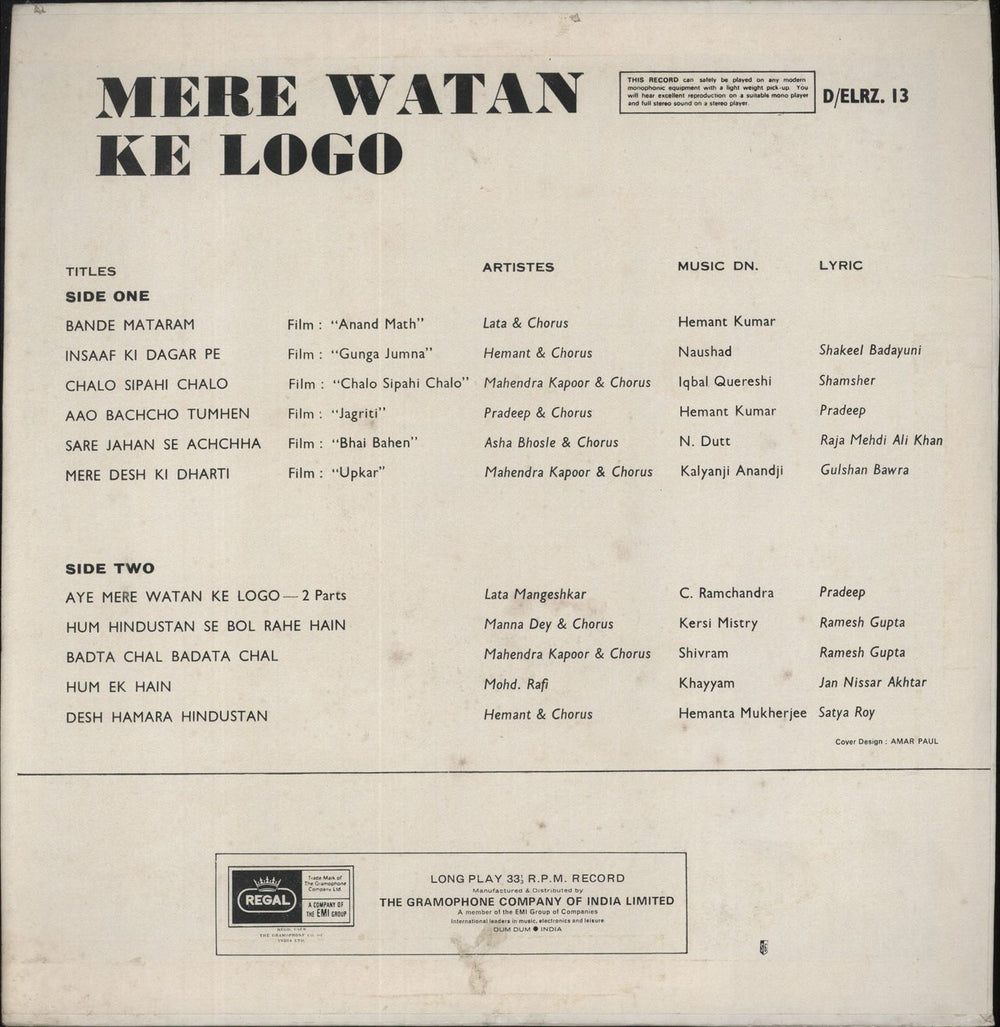 MERE WATAN
KE LOGO
THIS RECORD can safely be played on any modern
monophonic equipment with a light weight pick-up. You
will hear excellent reproduction on a suitable mono player
and full stereo sound on a stereo player.
D/ELRZ. 13
TITLES ARTISTES MUSIC DN. LYRIC
SIDE ONE
BANDE MATARAM Film : "Anand Math" Lata & Chorus Hemant Kumar
INSAAF KI DAGAR PE Film : "Gunga Jumna" Hemant & Chorus Naushad Shakeel Badayuni
CHALO SIPAHI CHALO Film : "Chalo Sipahi Chalo" Mahendra Kapoor & Chorus Iqbal Quereshi Shamsher
AAO BACHCHO TUMHEN Film : "Jagriti" Pradeep & Chorus Hemant Kumar Pradeep
SARE JAHAN SE ACHCHHA Film : "Bhai Bahen" Asha Bhosle & Chorus N. Dutt Raja Mehdi Ali Khan
MERE DESH KI DHARTI Film : "Upkar" Mahendra Kapoor & Chorus Kalyanji Anandji Gulshan Bawra
SIDE TWO
AYE MERE WATAN KE LOGO — 2 Parts Lata Mangeshkar C. Ramchandra Pradeep
HUM HINDUSTAN SE BOL RAHE HAIN Manna Dey & Chorus Kersi Mistry Ramesh Gupta
BADTA CHAL BADATA CHAL Mahendra Kapoor & Chorus Shivram Ramesh Gupta
HUM EK HAIN Mohd. Rafi Khayyam Jan Nissar Akhtar
DESH HAMARA HINDUSTAN Hemant & Chorus Hemanta Mukherjee Satya Roy
Cover Design : AMAR PAUL
REGAL
Trade Mark of
The Gramophone
Company Ltd.
A COMPANY OF
THE EMI GROUP
REGD. USER
THE GRAMOPHONE CO. OF
INDIA LTD.
LONG PLAY 33⅓ R.P.M. RECORD
Manufactured & Distributed by
THE GRAMOPHONE COMPANY OF INDIA LIMITED
A member of the EMI Group of Companies
International leaders in music, electronics and leisure
DUM DUM ● INDIA